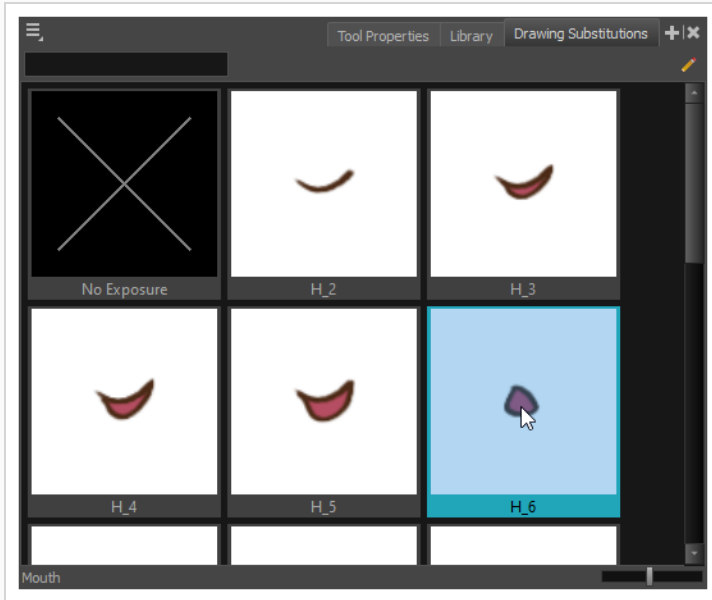 Tool Properties Library Drawing Substitutions
No Exposure H_2 H_3
H_4 H_5 H_6
Mouth